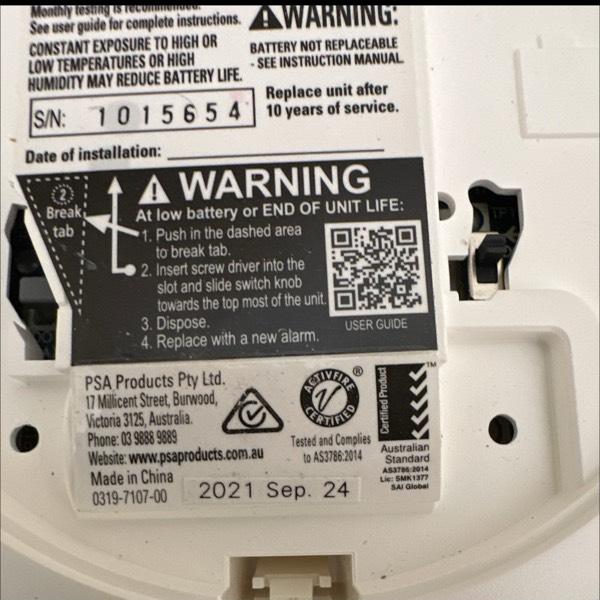 Monthly testing is recommended.
See user guide for complete instructions.
CONSTANT EXPOSURE TO HIGH OR
LOW TEMPERATURES OR HIGH
HUMIDITY MAY REDUCE BATTERY LIFE.
WARNING:
BATTERY NOT REPLACEABLE
- SEE INSTRUCTION MANUAL
S/N: 1015654
Replace unit after
10 years of service.
Date of installation:
2
Break
tab
WARNING
At low battery or END OF UNIT LIFE:
1. Push in the dashed area
to break tab.
2. Insert screw driver into the
slot and slide switch knob
towards the top most of the unit.
3. Dispose.
4. Replace with a new alarm.
USER GUIDE
PSA Products Pty Ltd.
17 Millicent Street, Burwood,
Victoria 3125, Australia.
Phone: 03 9888 9889
Website: www.psaproducts.com.au
Made in China
0319-7107-00
2021 Sep. 24
ACTIVFIRE ®
CERTIFIED
Tested and Complies
to AS3786:2014
Certified Product
TM
Australian
Standard
AS3786:2014
Lic: SMK1377
SAI Global